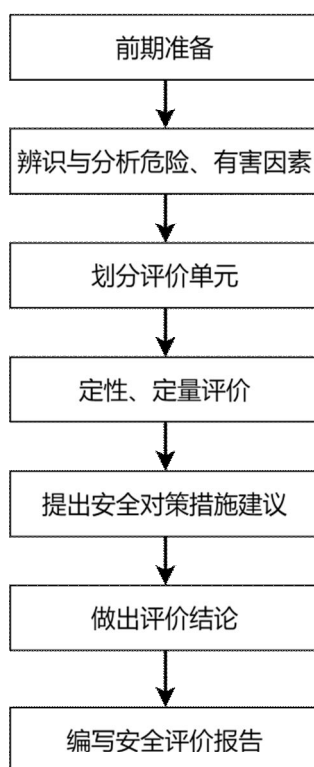 前期准备
辨识与分析危险、有害因素
划分评价单元
定性、定量评价
提出安全对策措施建议
做出评价结论
编写安全评价报告